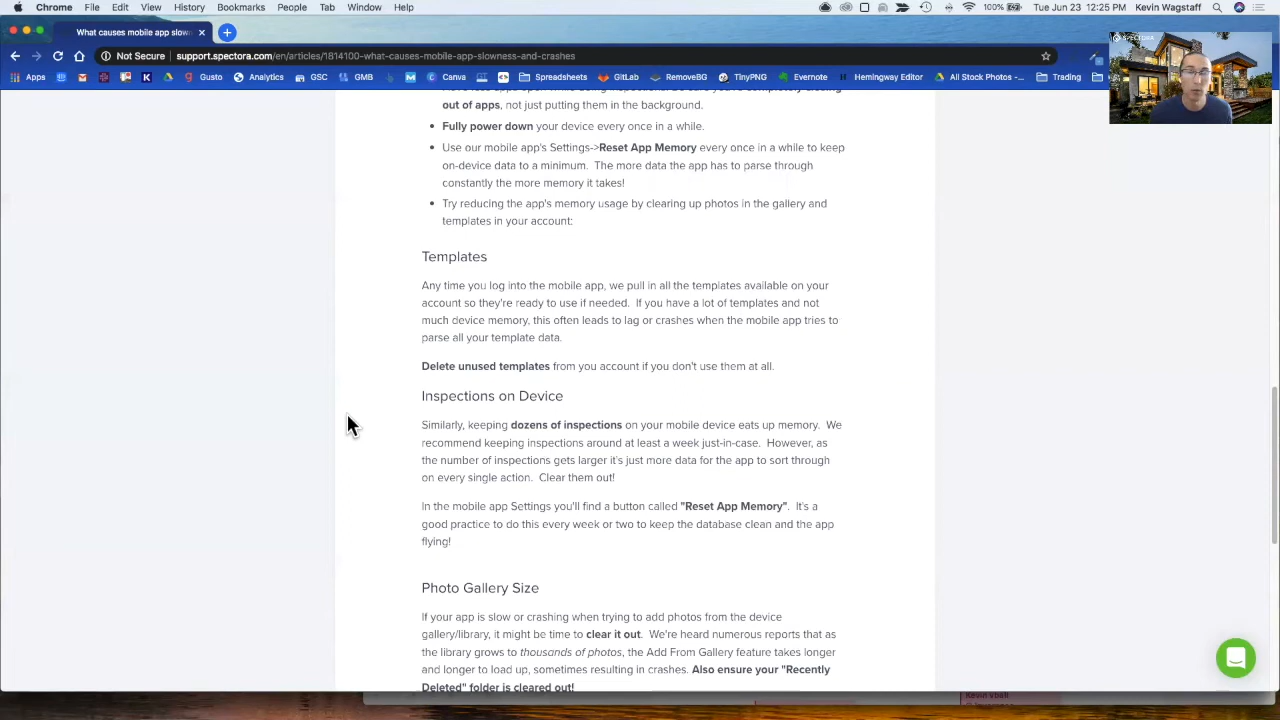 Chrome File Edit View History Bookmarks People Tab Window Help 100% Tue Jun 23 12:25 PM Kevin Wagstaff
What causes mobile app slown
Not Secure support.spectora.com/en/articles/1814100-what-causes-mobile-app-slowness-and-crashes
Apps Gusto Analytics GSC GMB Canva Spreadsheets GitLab RemoveBG TinyPNG Evernote Hemingway Editor All Stock Photos -... Trading
SPECTORA
out of apps, not just putting them in the background.
Fully power down your device every once in a while.
Use our mobile app's Settings->Reset App Memory every once in a while to keep
on-device data to a minimum. The more data the app has to parse through
constantly the more memory it takes!
Try reducing the app's memory usage by clearing up photos in the gallery and
templates in your account:
Templates
Any time you log into the mobile app, we pull in all the templates available on your
account so they're ready to use if needed. If you have a lot of templates and not
much device memory, this often leads to lag or crashes when the mobile app tries to
parse all your template data.
Delete unused templates from you account if you don't use them at all.
Inspections on Device
Similarly, keeping dozens of inspections on your mobile device eats up memory. We
recommend keeping inspections around at least a week just-in-case. However, as
the number of inspections gets larger it's just more data for the app to sort through
on every single action. Clear them out!
In the mobile app Settings you'll find a button called "Reset App Memory". It's a
good practice to do this every week or two to keep the database clean and the app
flying!
Photo Gallery Size
If your app is slow or crashing when trying to add photos from the device
gallery/library, it might be time to clear it out. We're heard numerous reports that as
the library grows to thousands of photos, the Add From Gallery feature takes longer
and longer to load up, sometimes resulting in crashes. Also ensure your "Recently
Deleted" folder is cleared out!